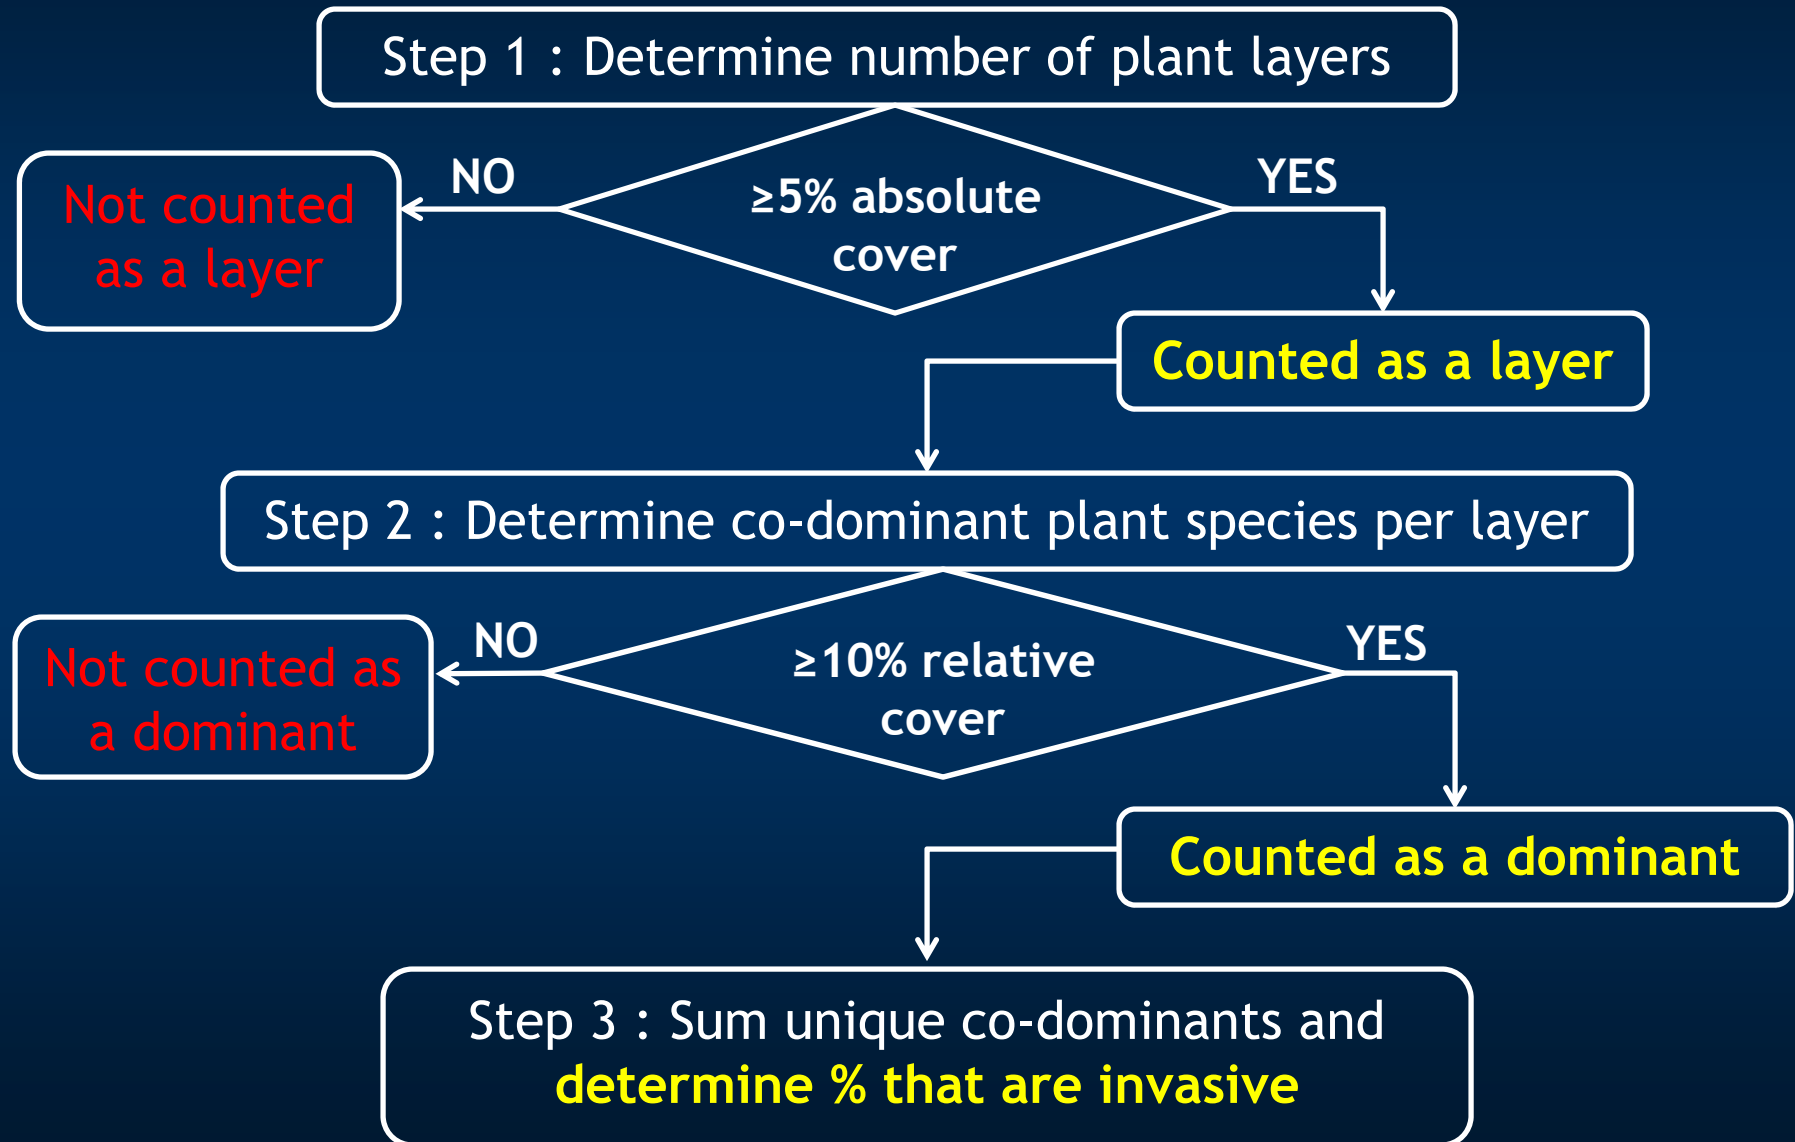 Step 1 : Determine number of plant layers
NO
YES
Not counted
as a layer
≥5% absolute
cover
Counted as a layer
Step 2 : Determine co-dominant plant species per layer
NO
YES
Not counted as
a dominant
≥10% relative
cover
Counted as a dominant
Step 3 : Sum unique co-dominants and
determine % that are invasive